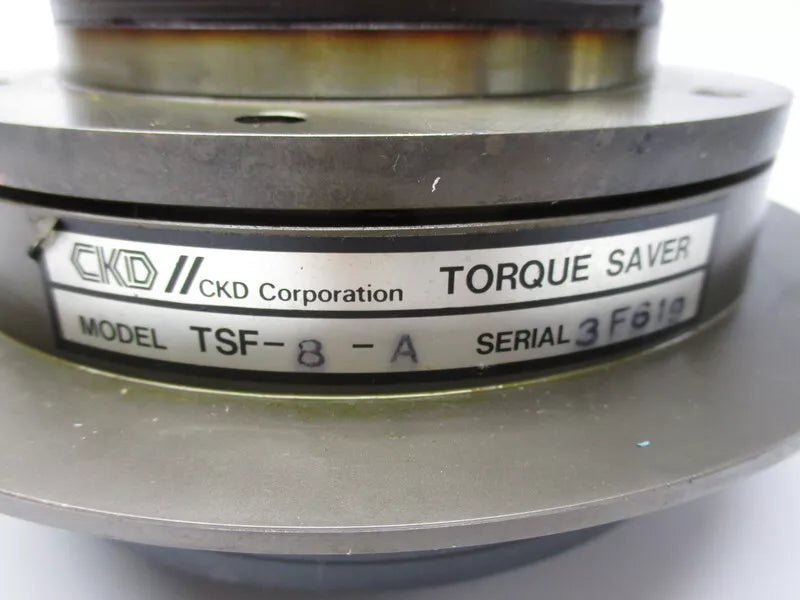 CKD // CKD Corporation TORQUE SAVER
MODEL TSF-8-A SERIAL 3F619